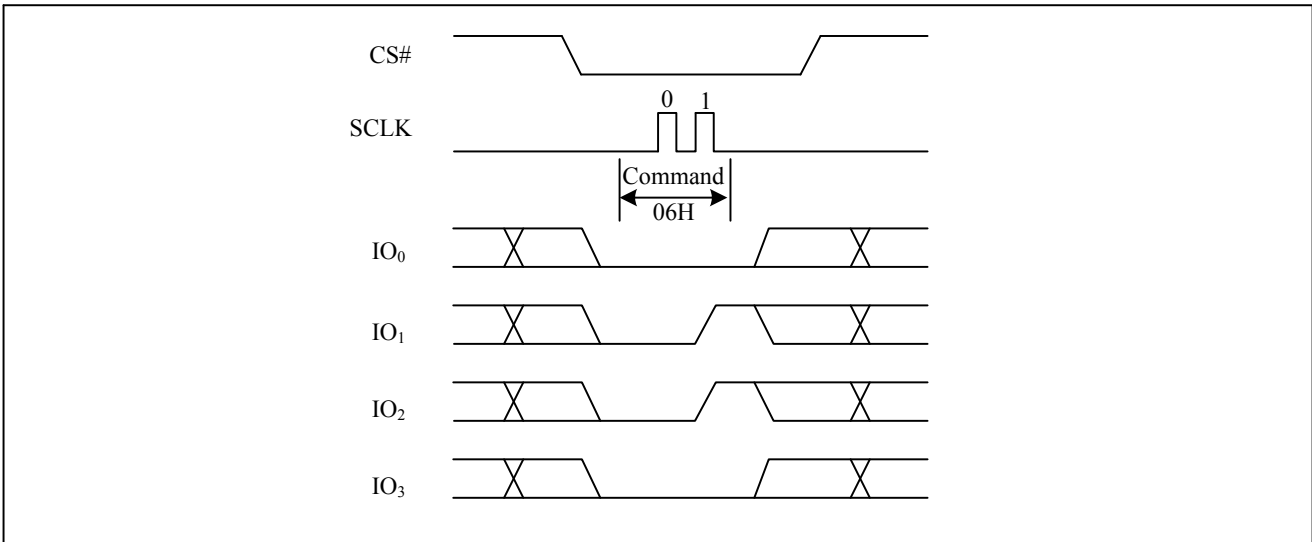 CS#
0 1
SCLK
Command
06H
IO₀
IO₁
IO₂
IO₃